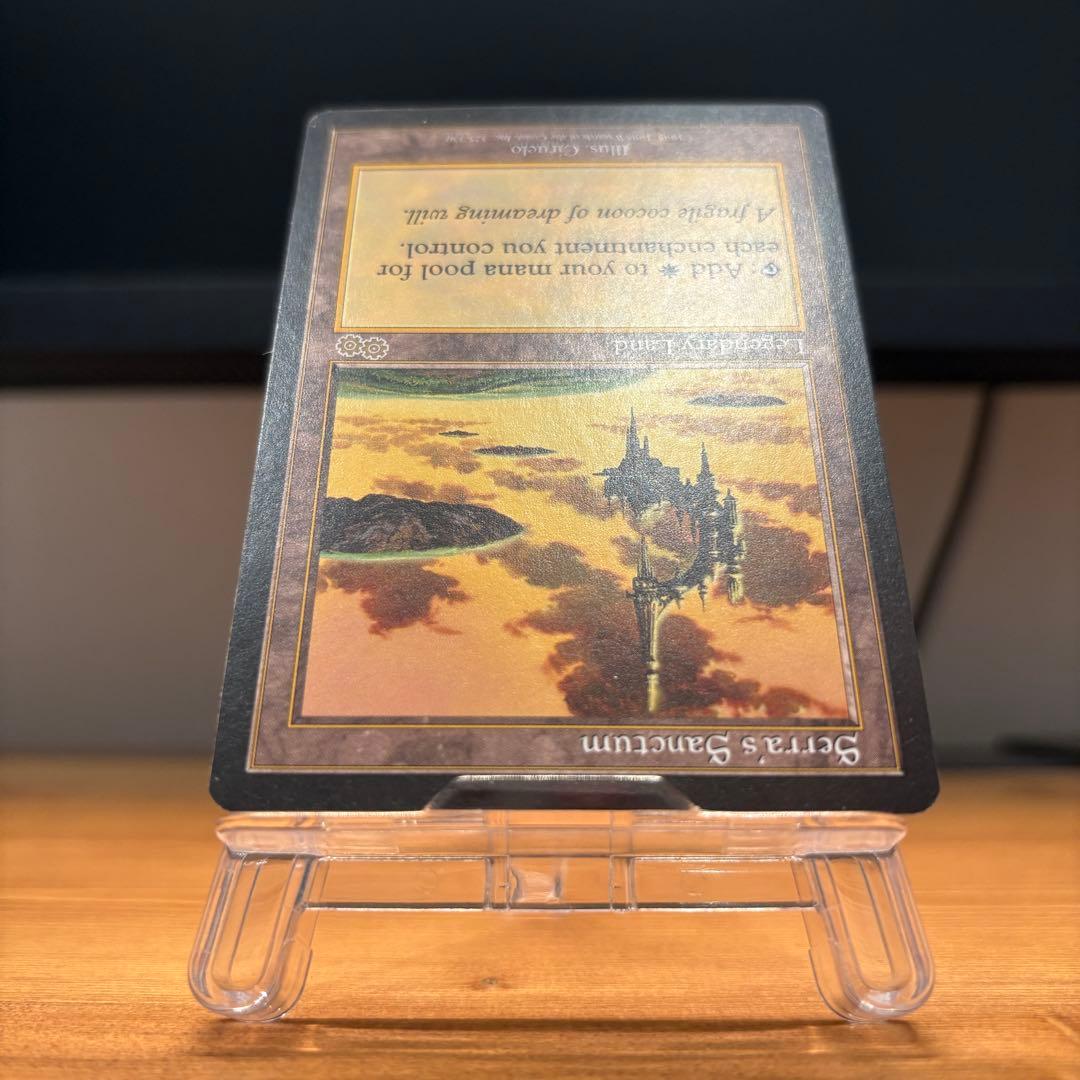 Serra's Sanctum
Legendary Land
: Add to your mana pool for
each enchantment you control.
A fragile cocoon of dreaming will.
Illus. Ciruelo